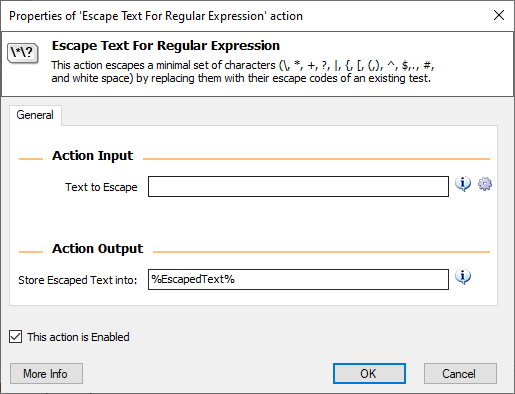 Properties of 'Escape Text For Regular Expression' action
\*\?
Escape Text For Regular Expression
This action escapes a minimal set of characters (\, *, +, ?, |, {, [, (,), ^, $,., #,
and white space) by replacing them with their escape codes of an existing test.
General
Action Input
Text to Escape
Action Output
Store Escaped Text into:
%EscapedText%
This action is Enabled
More Info
OK
Cancel